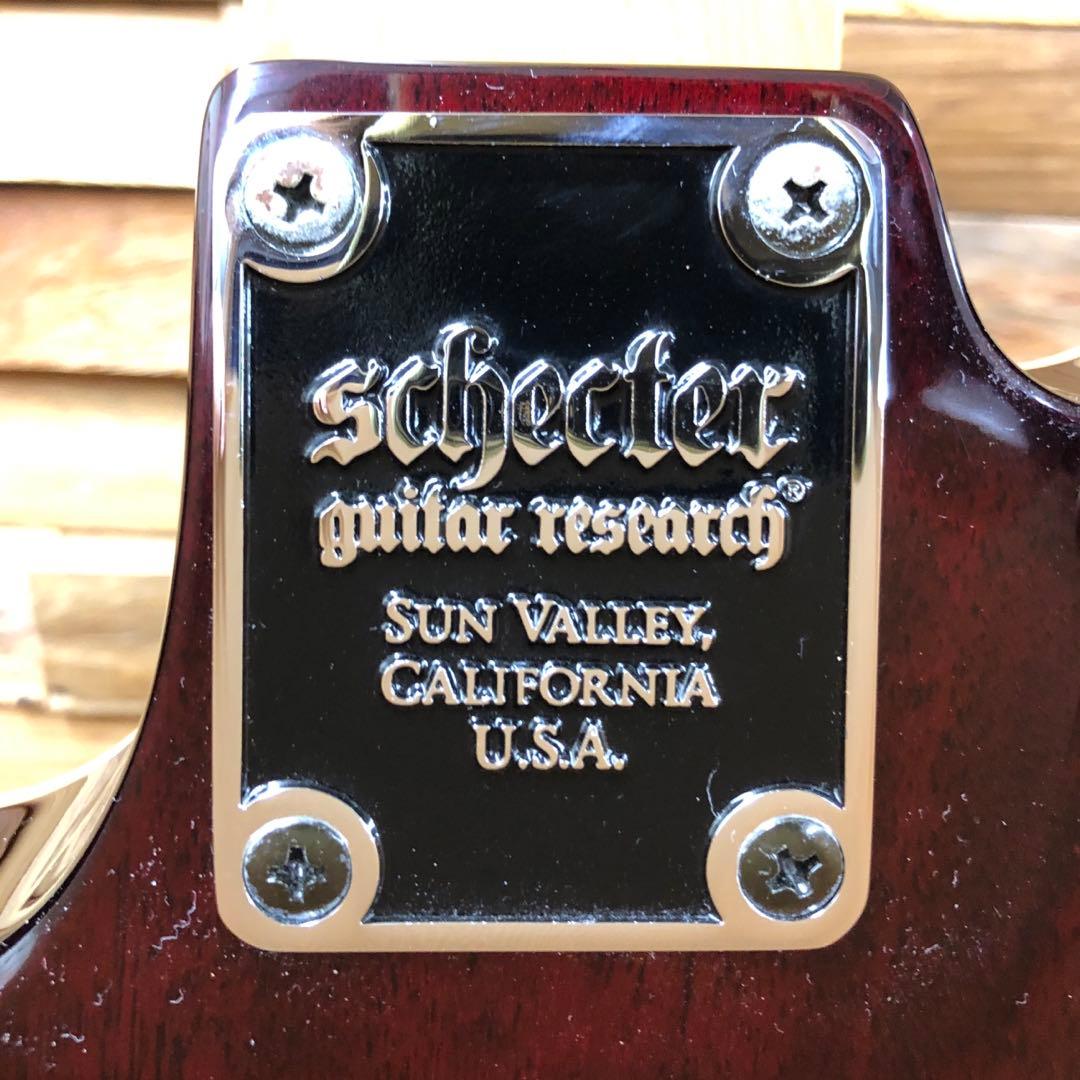 schecter
guitar research®
SUN VALLEY,
CALIFORNIA
U.S.A.